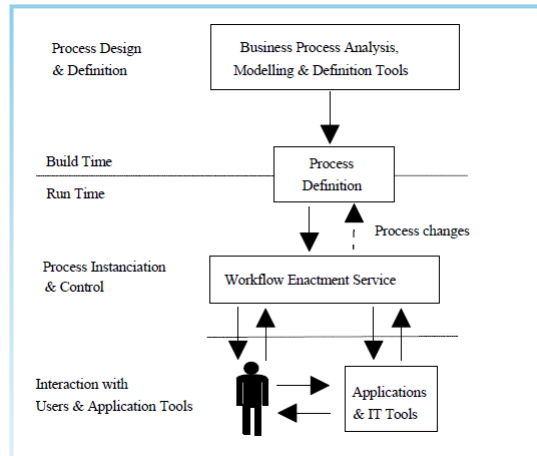 Process Design
& Definition
Business Process Analysis,
Modelling & Definition Tools
Build Time
Run Time
Process
Definition
Process changes
Process Instanciation
& Control
Workflow Enactment Service
Interaction with
Users & Application Tools
Applications
& IT Tools